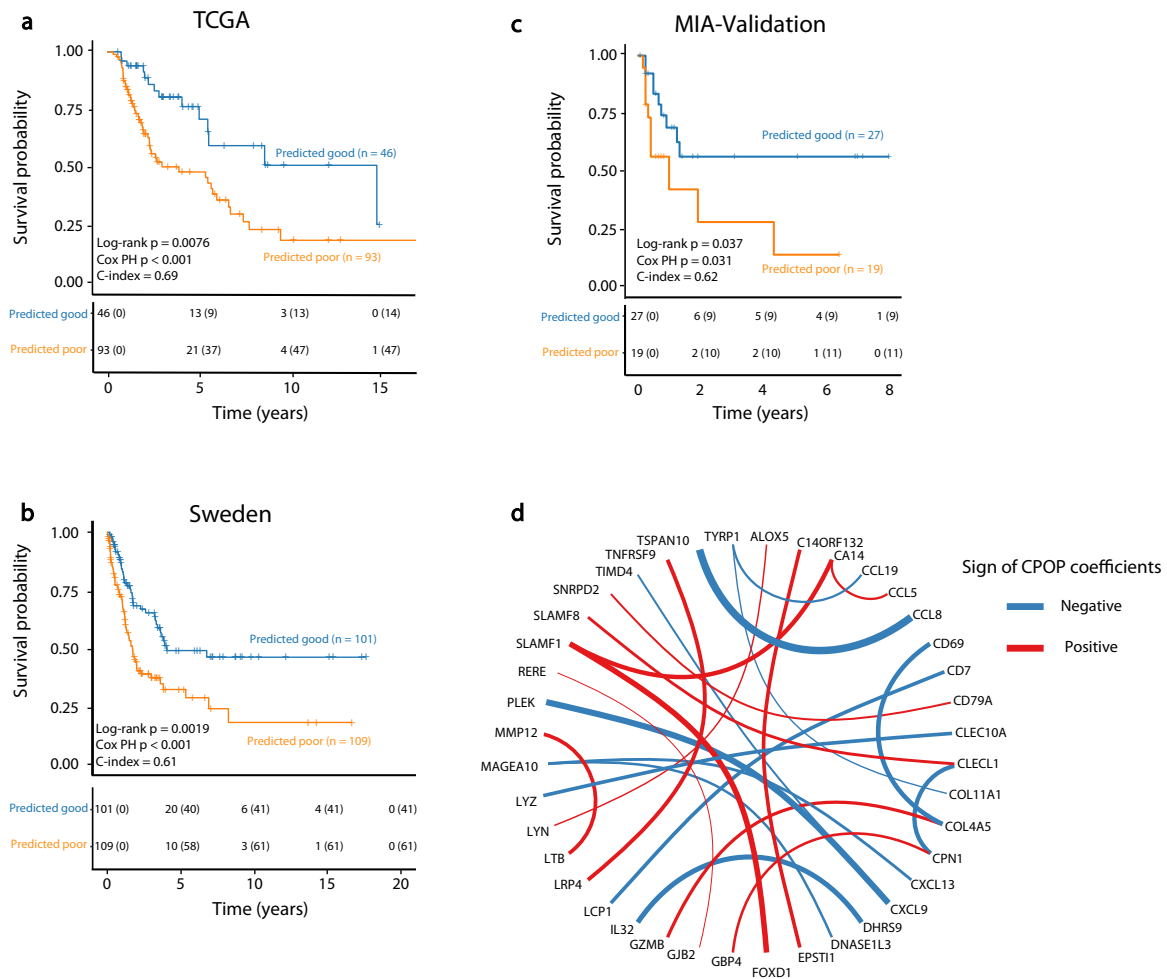 a
TCGA
Survival probability
1.00
0.75
0.50
0.25
0.00
Predicted good (n = 46)
Predicted poor (n = 93)
Log-rank p = 0.0076
Cox PH p < 0.001
C-index = 0.69
Predicted good 46 (0) 13 (9) 3 (13) 0 (14)
Predicted poor 93 (0) 21 (37) 4 (47) 1 (47)
0 5 10 15
Time (years)
c
MIA-Validation
Survival probability
1.00
0.75
0.50
0.25
0.00
Predicted good (n = 27)
Predicted poor (n = 19)
Log-rank p = 0.037
Cox PH p = 0.031
C-index = 0.62
Predicted good 27 (0) 6 (9) 5 (9) 4 (9) 1 (9)
Predicted poor 19 (0) 2 (10) 2 (10) 1 (11) 0 (11)
0 2 4 6 8
Time (years)
b
Sweden
Survival probability
1.00
0.75
0.50
0.25
0.00
Predicted good (n = 101)
Predicted poor (n = 109)
Log-rank p = 0.0019
Cox PH p < 0.001
C-index = 0.61
Predicted good 101 (0) 20 (40) 6 (41) 4 (41) 0 (41)
Predicted poor 109 (0) 10 (58) 3 (61) 1 (61) 0 (61)
0 5 10 15 20
Time (years)
d
TYRP1
ALOX5
C14ORF132
CA14
CCL19
CCL5
CCL8
CD69
CD7
CD79A
CLEC10A
CLECL1
COL11A1
COL4A5
CPN1
CXCL13
CXCL9
DHRS9
DNASE1L3
EPSTI1
FOXD1
GBP4
GJB2
GZMB
IL32
LCP1
LRP4
LTB
LYN
LYZ
MAGEA10
MMP12
PLEK
RERE
SLAMF1
SLAMF8
SNRPD2
TIMD4
TNFRSF9
TSPAN10
Sign of CPOP coefficients
Negative
Positive